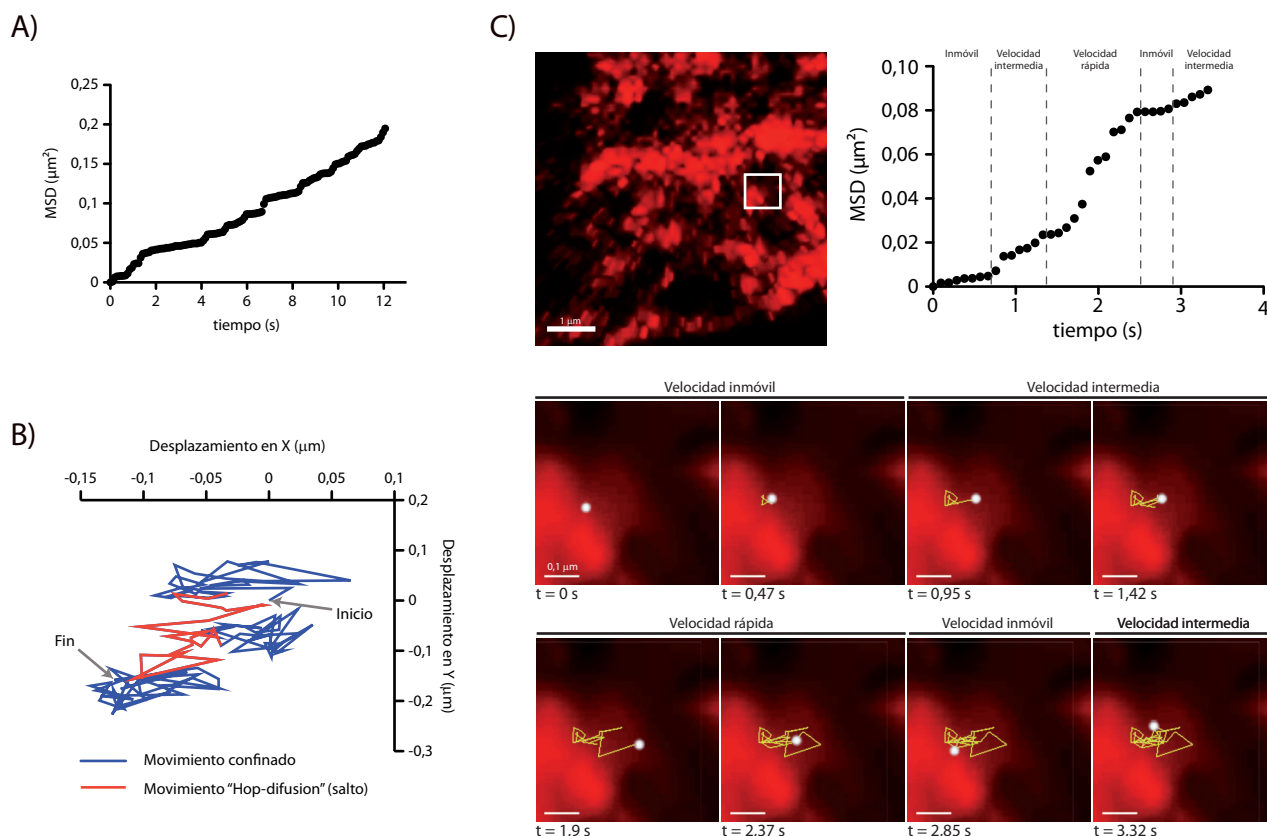 A)
0,25
0,2
0,15
0,1
0,05
0
MSD (µm²)
0 2 4 6 8 10 12
tiempo (s)
B)
Desplazamiento en X (µm)
-0,15 -0,1 -0,05 0 0,05 0,1
0,2
0,1
0
-0,1
-0,2
-0,3
Desplazamiento en Y (µm)
Inicio
Fin
Movimiento confinado
Movimiento “Hop-difusion” (salto)
C)
1 µm
Inmóvil
Velocidad
intermedia
Velocidad
rápida
Inmóvil
Velocidad
intermedia
0,10
0,08
0,06
0,04
0,02
0
MSD (µm²)
0 1 2 3 4
tiempo (s)
Velocidad inmóvil
Velocidad intermedia
0,1 µm
t = 0 s
t = 0,47 s
t = 0,95 s
t = 1,42 s
Velocidad rápida
Velocidad inmóvil
Velocidad intermedia
t = 1.9 s
t = 2.37 s
t = 2.85 s
t = 3.32 s